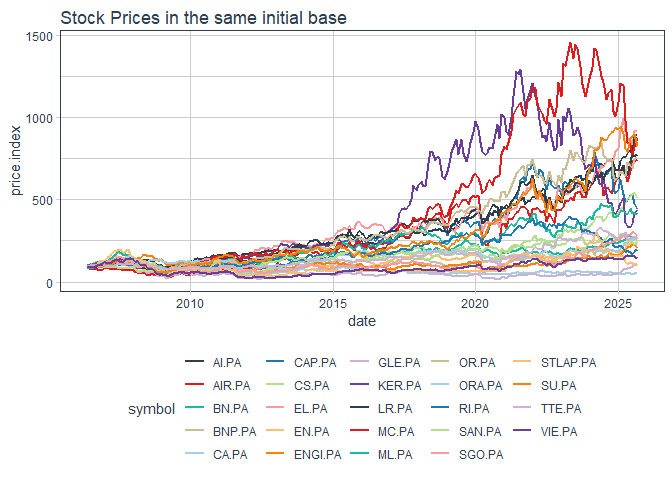 Stock Prices in the same initial base
1500
1000
500
0
price.index
2010 2015 2020 2025
date
symbol
AI.PA CAP.PA GLE.PA OR.PA STLAP.PA
AIR.PA CS.PA KER.PA ORA.PA SU.PA
BN.PA EL.PA LR.PA RI.PA TTE.PA
BNP.PA EN.PA MC.PA SAN.PA VIE.PA
CA.PA ENGI.PA ML.PA SGO.PA